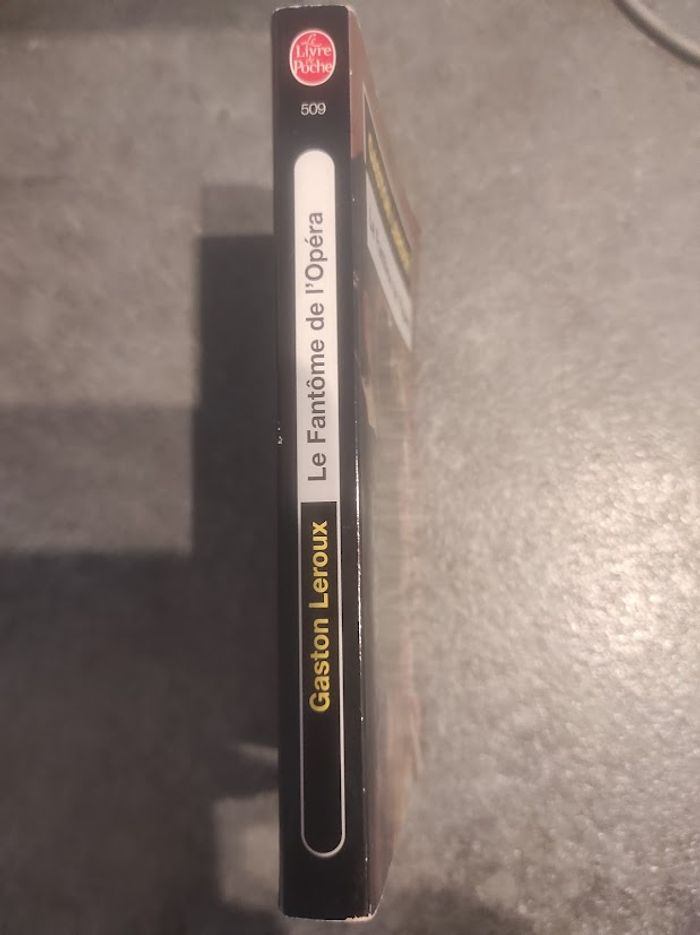 Le
Livre
de
Poche
509
Gaston Leroux Le Fantôme de l'Opéra